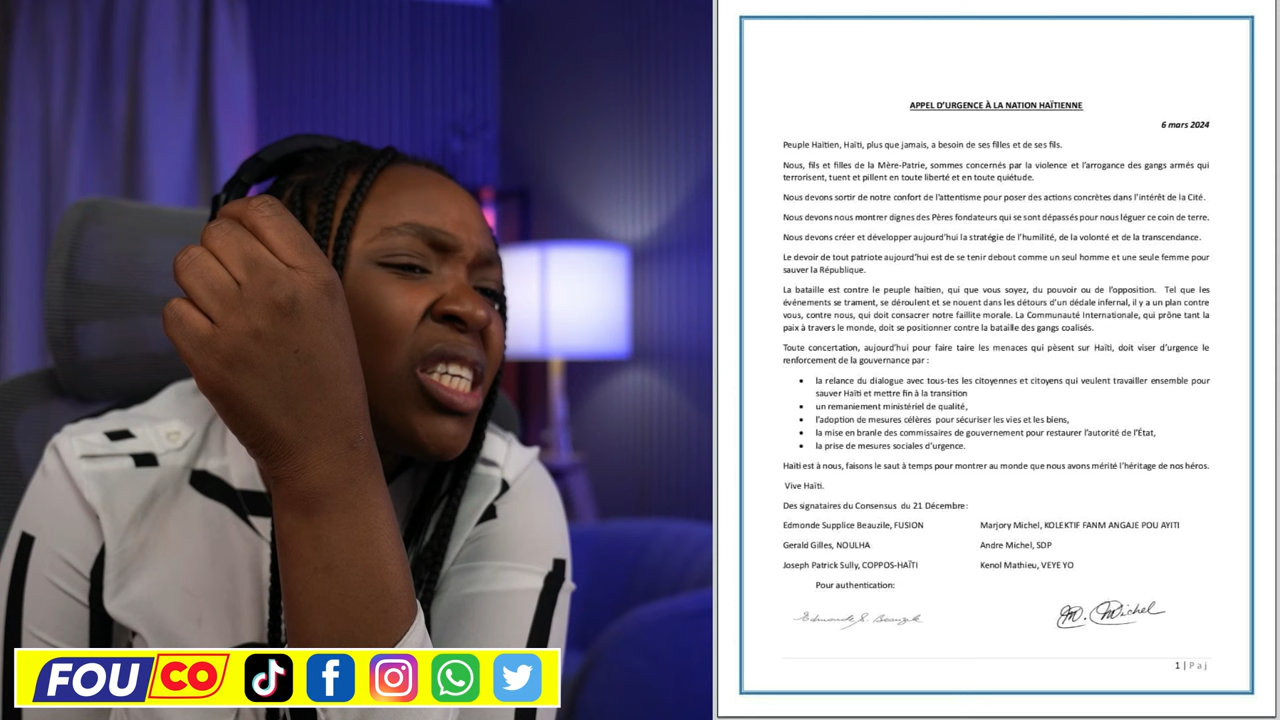 APPEL D'URGENCE À LA NATION HAÏTIENNE
6 mars 2024
Peuple Haïtien, Haïti, plus que jamais, a besoin de ses filles et de ses fils.
Nous, fils et filles de la Mère-Patrie, sommes concernés par la violence et l'arrogance des gangs armés qui
terrorisent, tuent et pillent en toute liberté et en toute quiétude.
Nous devons sortir de notre confort de l'attentisme pour poser des actions concrètes dans l'intérêt de la Cité.
Nous devons nous montrer dignes des Pères fondateurs qui se sont dépassés pour nous léguer ce coin de terre.
Nous devons créer et développer aujourd'hui la stratégie de l'humilité, de la volonté et de la transcendance.
Le devoir de tout patriote aujourd'hui est de se tenir debout comme un seul homme et une seule femme pour
sauver la République.
La bataille est contre le peuple haïtien, qui que vous soyez, du pouvoir ou de l'opposition. Tel que les
événements se trament, se déroulent et se nouent dans les détours d'un dédale infernal, il y a un plan contre
vous, contre nous, qui doit consacrer notre faillite morale. La Communauté Internationale, qui prône tant la
paix à travers le monde, doit se positionner contre la bataille des gangs coalisés.
Toute concertation, aujourd'hui pour faire taire les menaces qui pèsent sur Haïti, doit viser d'urgence le
renforcement de la gouvernance par :
• la relance du dialogue avec tous-tes les citoyennes et citoyens qui veulent travailler ensemble pour
sauver Haïti et mettre fin à la transition
• un remaniement ministériel de qualité,
• l'adoption de mesures célères pour sécuriser les vies et les biens,
• la mise en branle des commissaires de gouvernement pour restaurer l'autorité de l'État,
• la prise de mesures sociales d'urgence.
Haïti est à nous, faisons le saut à temps pour montrer au monde que nous avons mérité l'héritage de nos héros.
Vive Haïti.
Des signataires du Consensus du 21 Décembre:
Edmonde Supplice Beauzile, FUSION Marjory Michel, KOLEKTIF FANM ANGAJE POU AYITI
Gerald Gilles, NOULHA Andre Michel, SDP
Joseph Patrick Sully, COPPOS-HAÏTI Kenol Mathieu, VEYE YO
Pour authentication:
Edmonde S. Beauzile M. Michel
1 | P a j
FOUCO